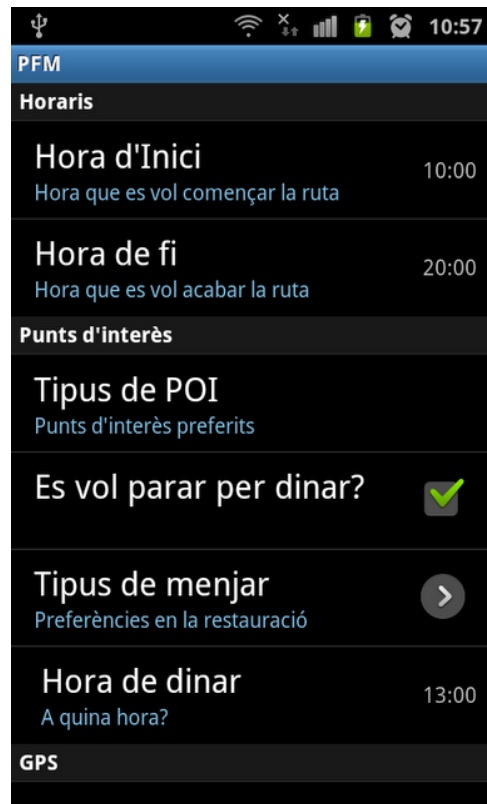 10:57
PFM
Horaris
Hora d'Inici
Hora que es vol començar la ruta
10:00
Hora de fi
Hora que es vol acabar la ruta
20:00
Punts d'interès
Tipus de POI
Punts d'interès preferits
Es vol parar per dinar?
Tipus de menjar
Preferències en la restauració
Hora de dinar
A quina hora?
13:00
GPS